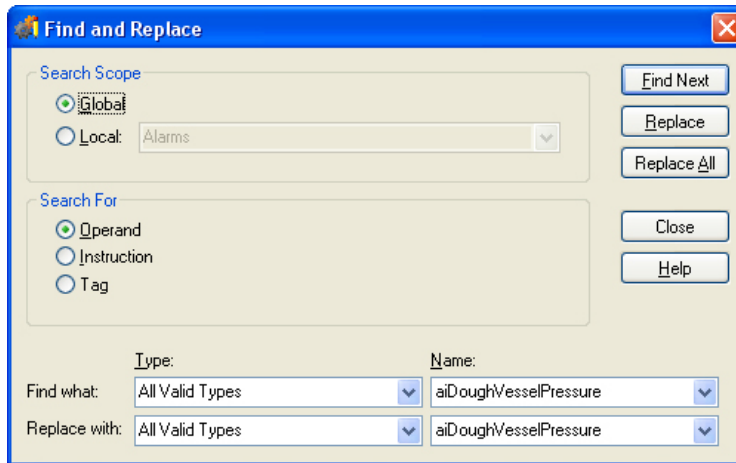 Find and Replace
Search Scope
Global
Local: Alarms
Find Next
Replace
Replace All
Search For
Operand
Instruction
Tag
Close
Help
Type: Name:
Find what: All Valid Types aiDoughVesselPressure
Replace with: All Valid Types aiDoughVesselPressure